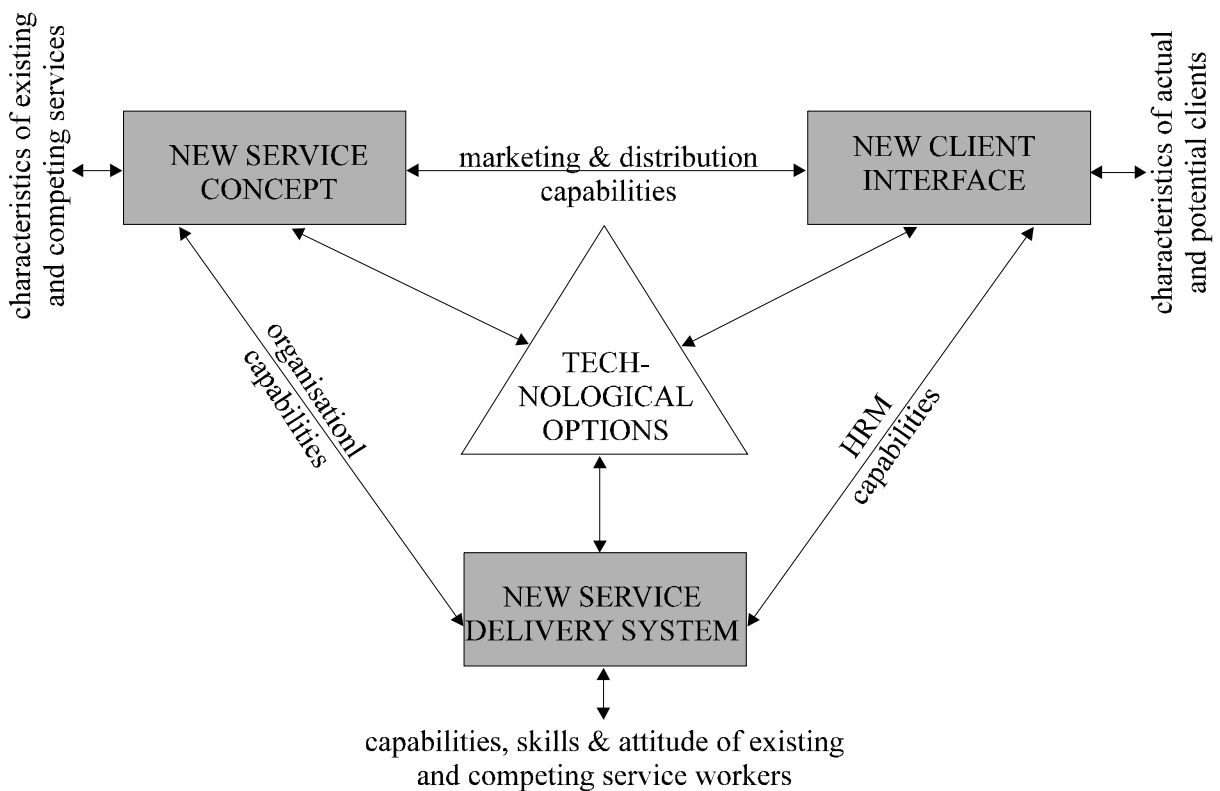 characteristics of existing
and competing services
NEW SERVICE
CONCEPT
marketing & distribution
capabilities
NEW CLIENT
INTERFACE
characteristics of actual
and potential clients
organisationl
capabilities
TECH-
NOLOGICAL
OPTIONS
HRM
capabilities
NEW SERVICE
DELIVERY SYSTEM
capabilities, skills & attitude of existing
and competing service workers